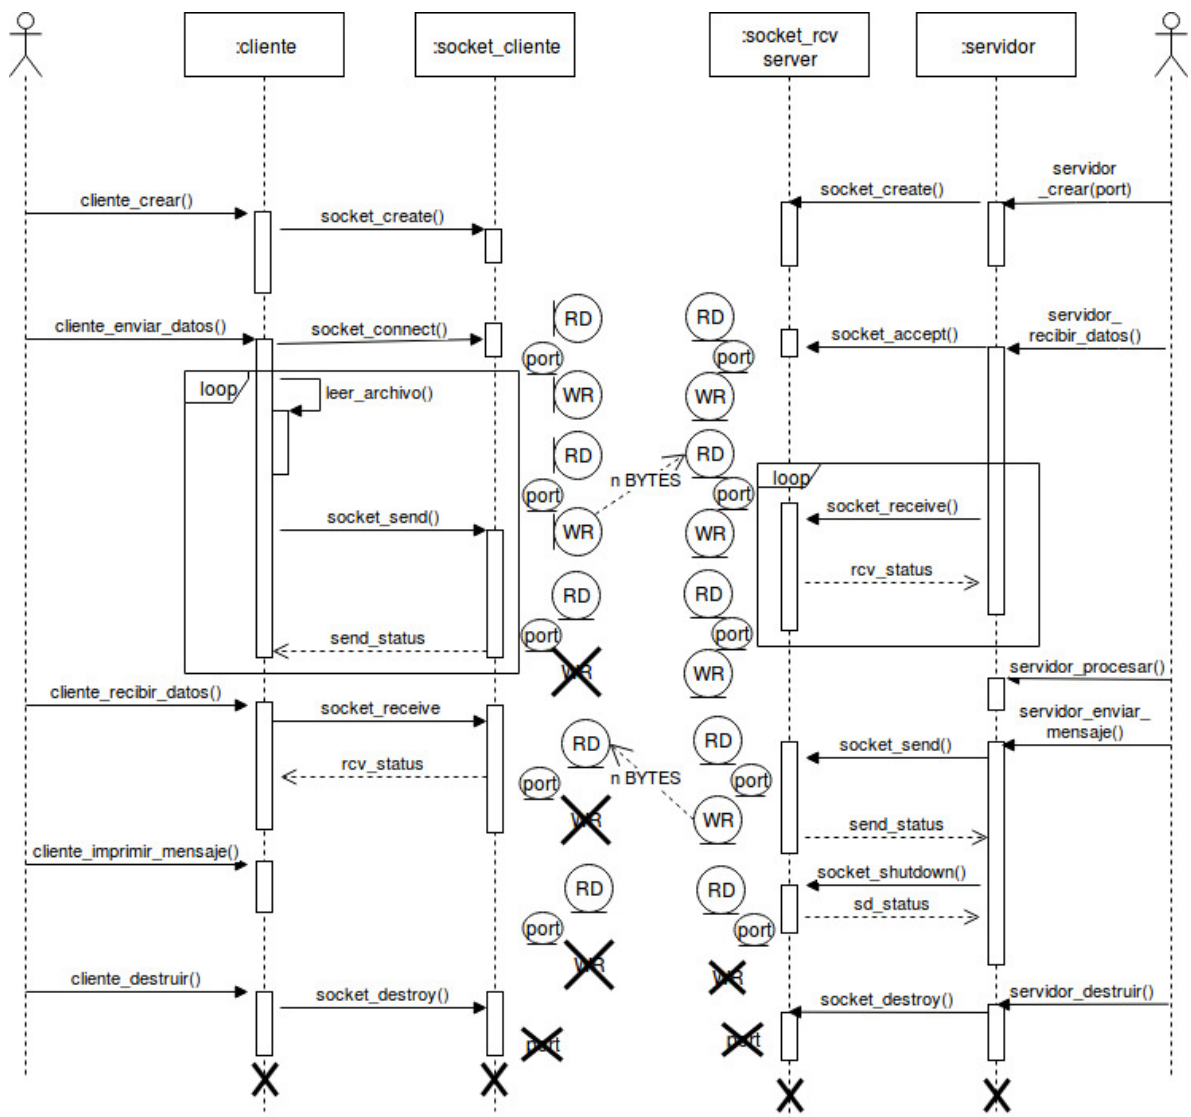 :cliente
:socket_cliente
:socket_rcv
server
:servidor
servidor
_crear(port)
cliente_crear()
socket_create()
socket_create()
cliente_enviar_datos()
socket_connect()
RD
RD
servidor_
recibir_datos()
socket_accept()
port
port
loop
leer_archivo()
WR
WR
RD
RD
n BYTES
loop
port
port
socket_send()
WR
WR
socket_receive()
rcv_status
RD
RD
send_status
port
port
WR
WR
servidor_procesar()
cliente_recibir_datos()
socket_receive
servidor_enviar_
mensaje()
RD
RD
socket_send()
rcv_status
n BYTES
port
port
WR
WR
send_status
cliente_imprimir_mensaje()
socket_shutdown()
RD
RD
sd_status
port
port
WR
WR
cliente_destruir()
socket_destroy()
socket_destroy()
servidor_destruir()
port
port